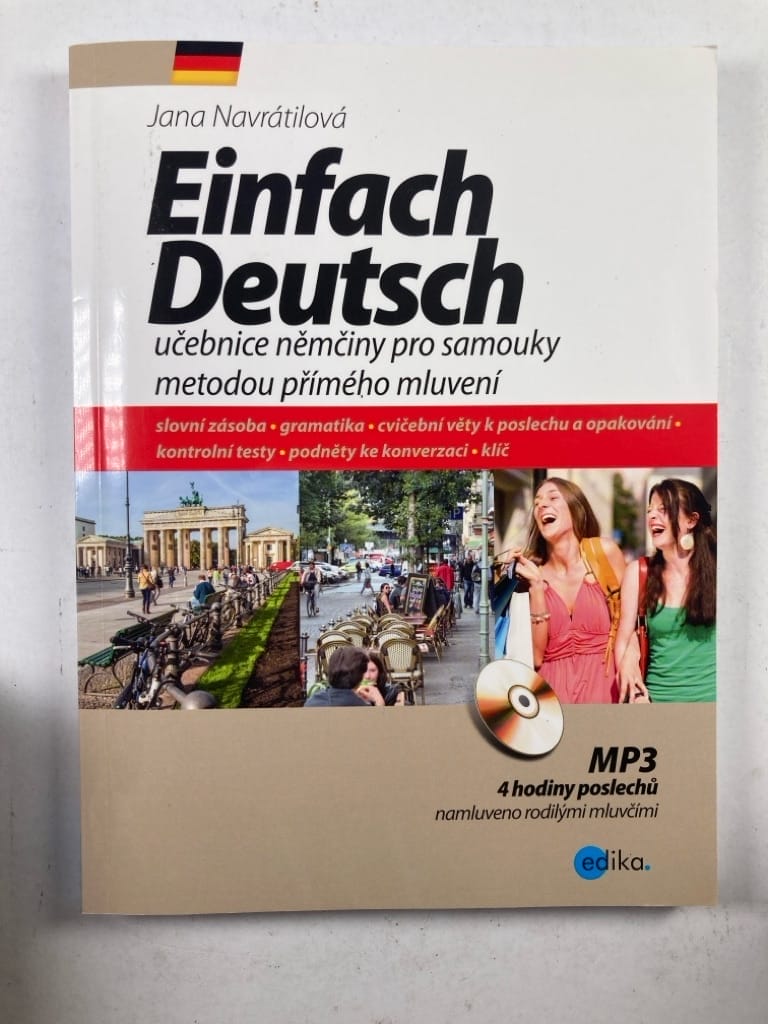 Jana Navrátilová
Einfach
Deutsch
učebnice němčiny pro samouky
metodou přímého mluvení
slovní zásoba • gramatika • cvičební věty k poslechu a opakování •
kontrolní testy • podněty ke konverzaci • klíč
MP3
4 hodiny poslechů
namluveno rodilými mluvčími
edika.